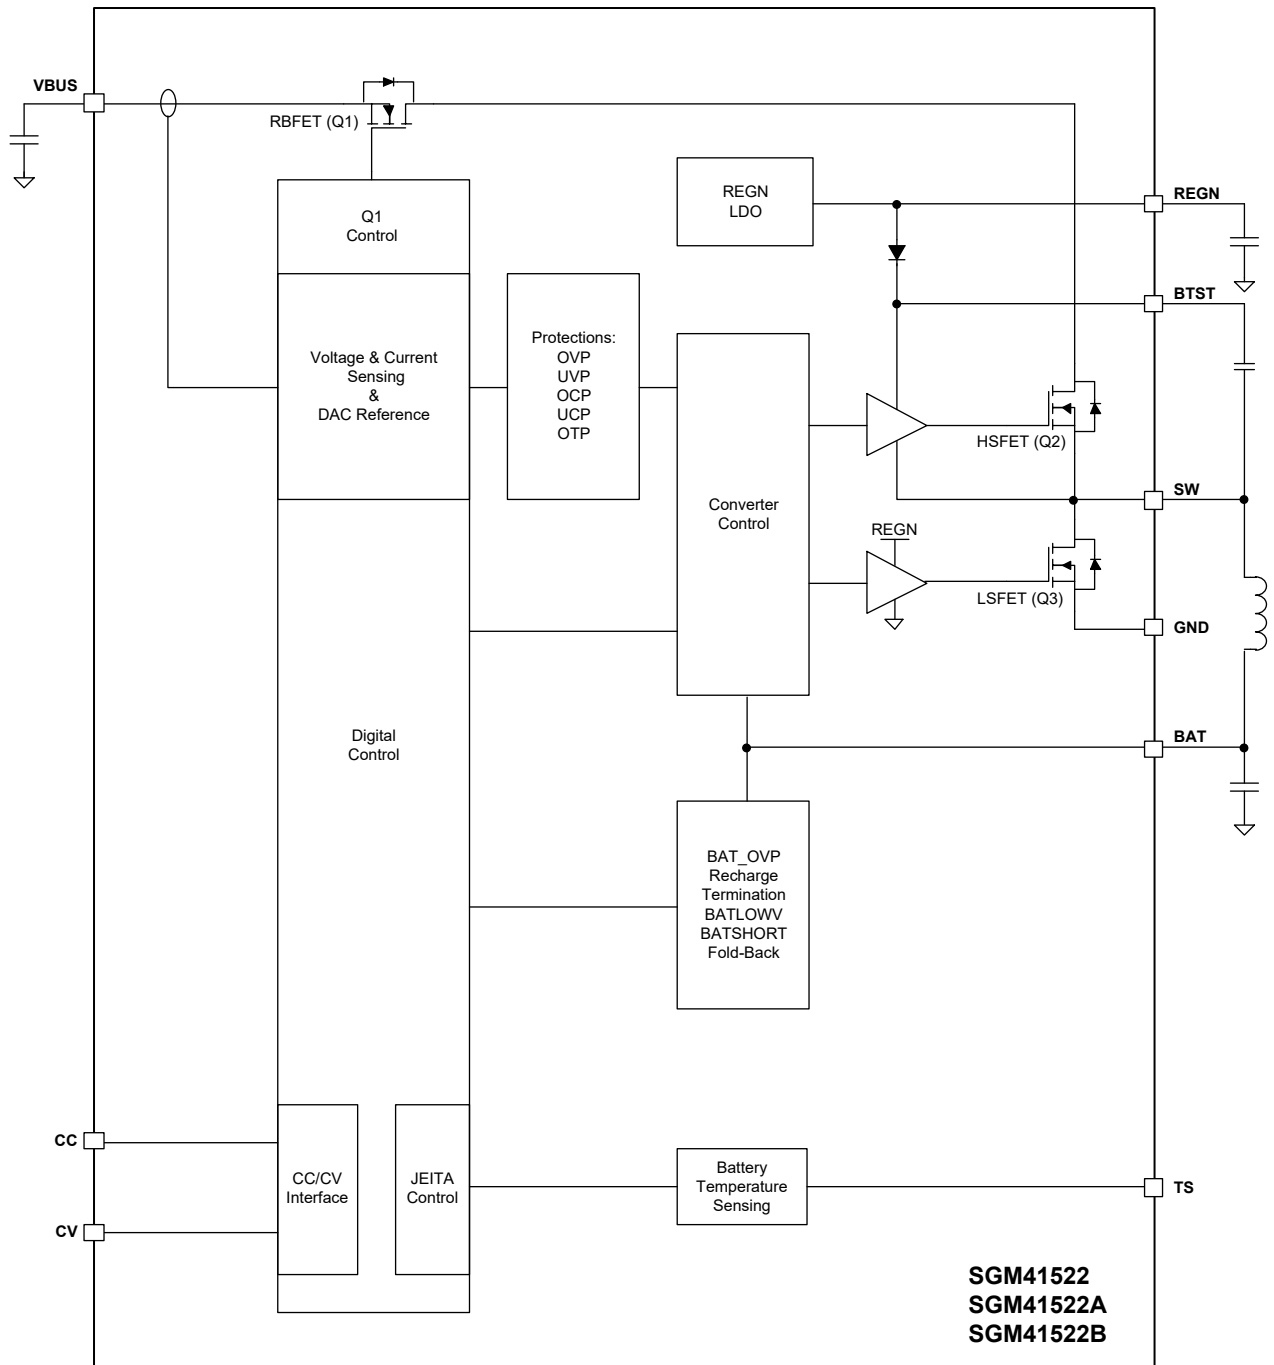 VBUS
RBFET (Q1)
Q1
Control
REGN
LDO
REGN
BTST
Voltage & Current
Sensing
&
DAC Reference
Protections:
OVP
UVP
OCP
UCP
OTP
Converter
Control
HSFET (Q2)
SW
REGN
LSFET (Q3)
GND
Digital
Control
BAT
BAT_OVP
Recharge
Termination
BATLOWV
BATSHORT
Fold-Back
CC
CV
CC/CV
Interface
JEITA
Control
Battery
Temperature
Sensing
TS
SGM41522
SGM41522A
SGM41522B